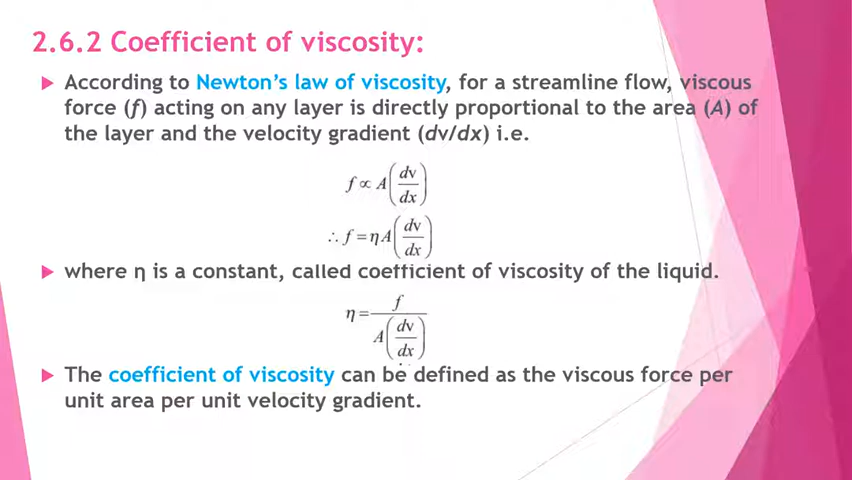 2.6.2 Coefficient of viscosity:
According to Newton's law of viscosity, for a streamline flow, viscous
force (f) acting on any layer is directly proportional to the area (A) of
the layer and the velocity gradient (dv/dx) i.e.
f ∝ A(dv/dx)
∴ f = ηA(dv/dx)
where η is a constant, called coefficient of viscosity of the liquid.
η = f/A(dv/dx)
The coefficient of viscosity can be defined as the viscous force per
unit area per unit velocity gradient.